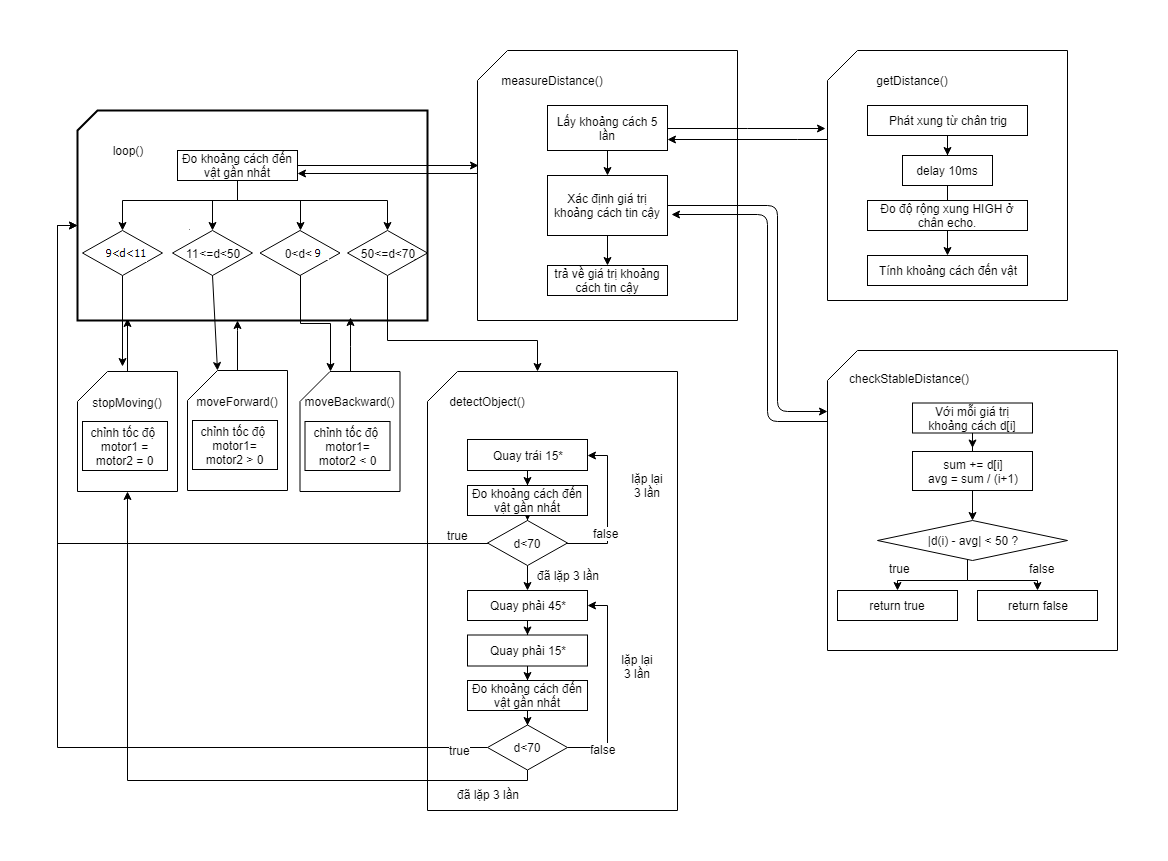 loop()
Đo khoảng cách đến
vật gần nhất
9<d<11
11<=d<50
0<d< 9
50<=d<70
measureDistance()
Lấy khoảng cách 5
lần
Xác định giá trị
khoảng cách tin cậy
trả về giá trị khoảng
cách tin cậy
getDistance()
Phát xung từ chân trig
delay 10ms
Đo độ rộng xung HIGH ở
chân echo.
Tính khoảng cách đến vật
stopMoving()
chỉnh tốc độ
motor1 =
motor2 = 0
moveForward()
chỉnh tốc độ
motor1=
motor2 > 0
moveBackward()
chỉnh tốc độ
motor1=
motor2 < 0
detectObject()
Quay trái 15*
Đo khoảng cách đến
vật gần nhất
d<70
true
false
lặp lại
3 lần
đã lặp 3 lần
Quay phải 45*
Quay phải 15*
Đo khoảng cách đến
vật gần nhất
d<70
true
false
lặp lại
3 lần
đã lặp 3 lần
checkStableDistance()
Với mỗi giá trị
khoảng cách d[i]
sum += d[i]
avg = sum / (i+1)
|d(i) - avg| < 50 ?
true
false
return true
return false